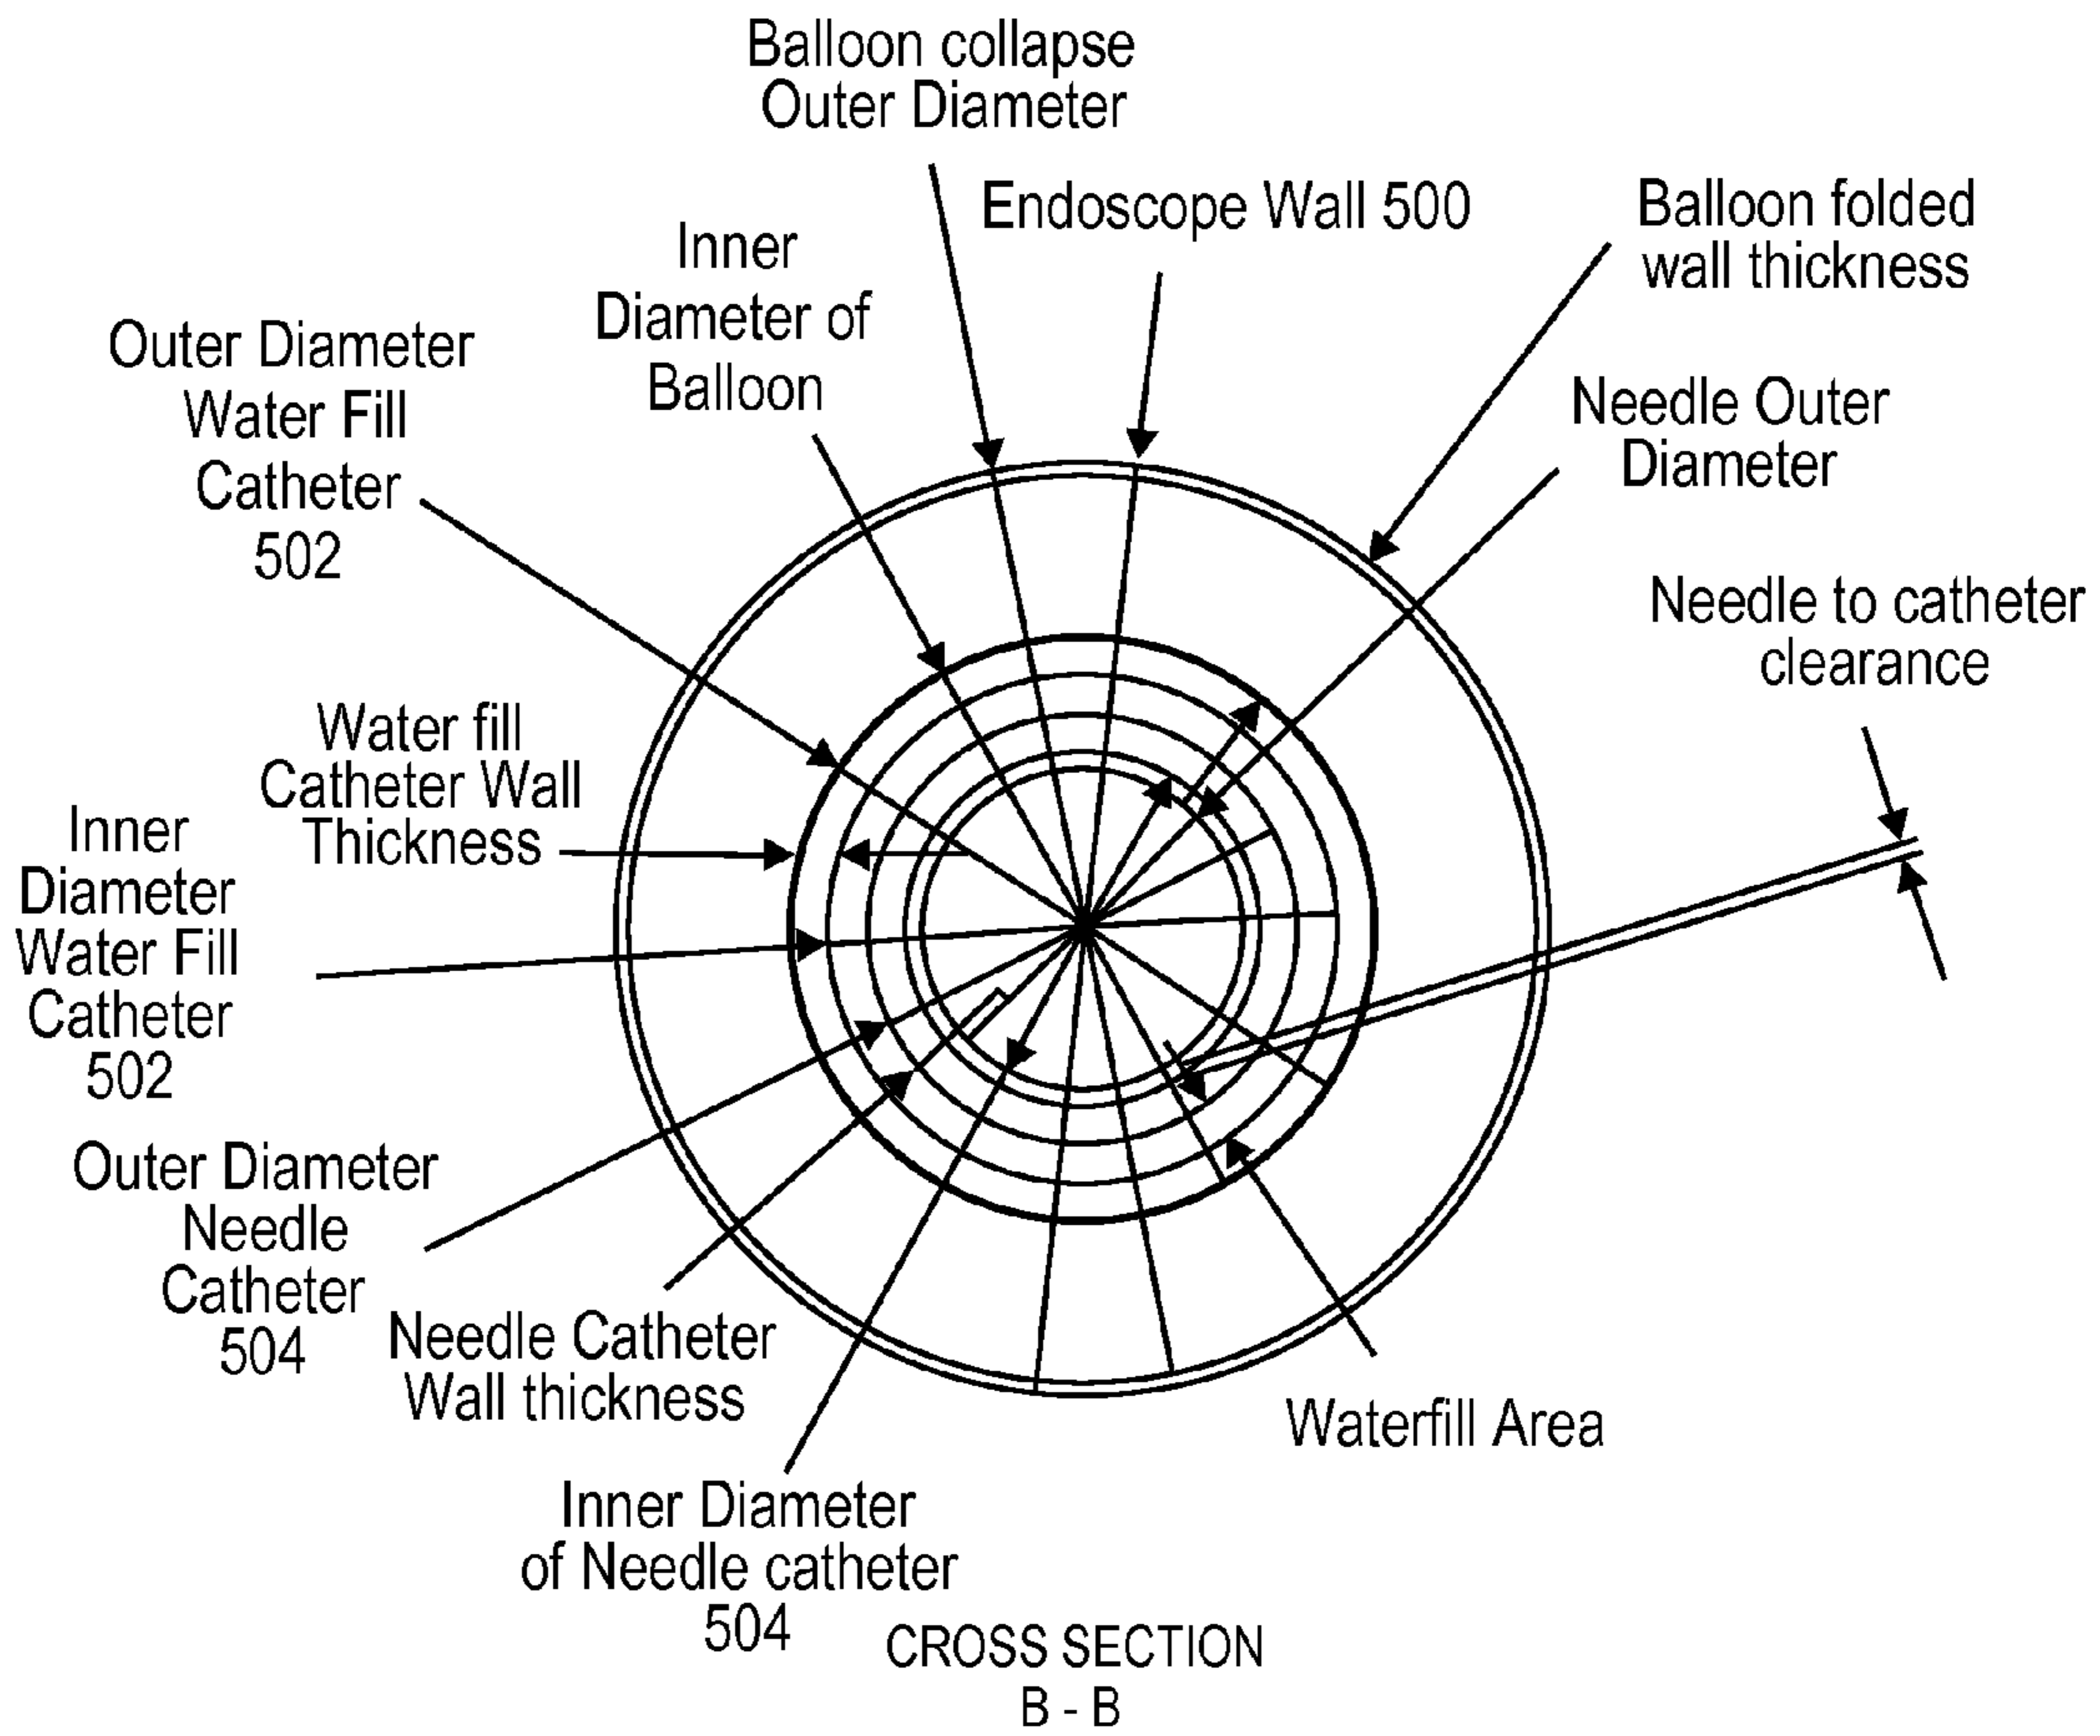 Balloon collapse
Outer Diameter
Endoscope Wall 500
Balloon folded
wall thickness
Inner
Diameter of
Balloon
Outer Diameter
Water Fill
Catheter
502
Needle Outer
Diameter
Needle to catheter
clearance
Water fill
Catheter Wall
Thickness
Inner
Diameter
Water Fill
Catheter
502
Outer Diameter
Needle
Catheter
504
Needle Catheter
Wall thickness
Waterfill Area
Inner Diameter
of Needle catheter
504
CROSS SECTION
B - B